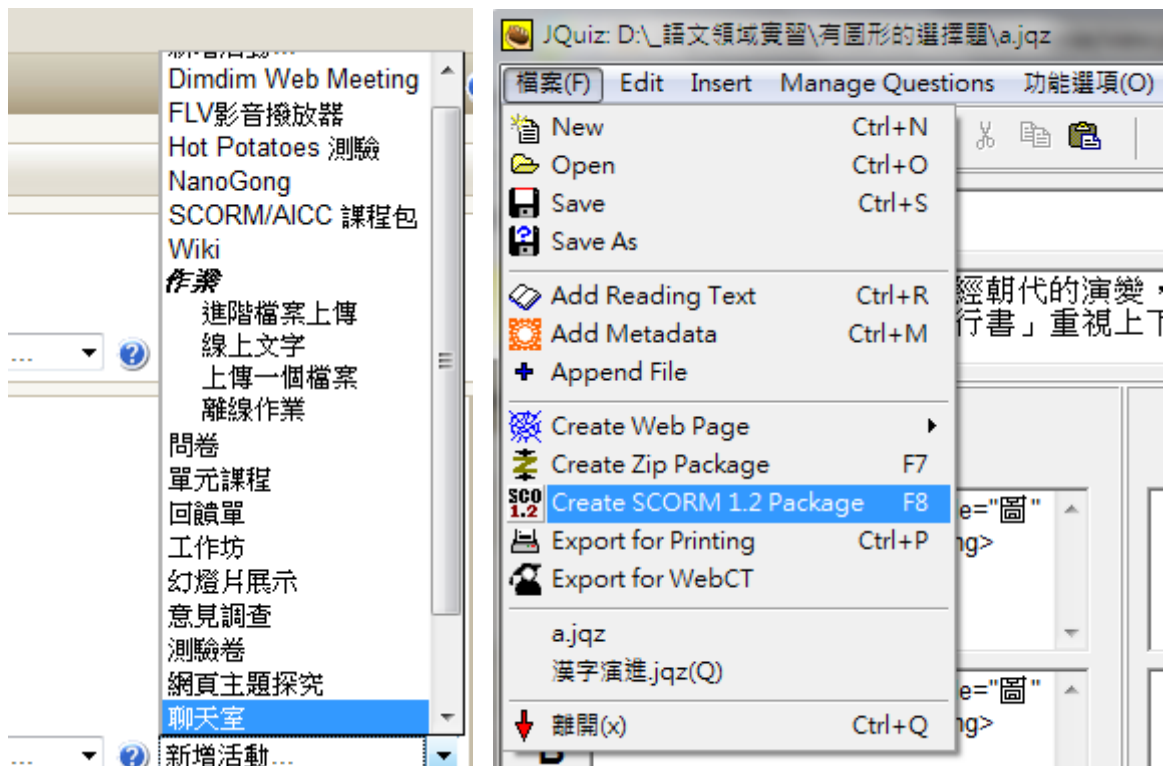 新增活動...
Dimdim Web Meeting
FLV影音撥放器
Hot Potatoes 測驗
NanoGong
SCORM/AICC 課程包
Wiki
作業
進階檔案上傳
線上文字
上傳一個檔案
離線作業
問卷
單元課程
回饋單
工作坊
幻燈片展示
意見調查
測驗卷
網頁主題探究
聊天室
新增活動...
...
...
JQuiz: D:\_語文領域實習\有圖形的選擇題\a.jqz
檔案(F) Edit Insert Manage Questions 功能選項(O)
New Ctrl+N
Open Ctrl+O
Save Ctrl+S
Save As
Add Reading Text Ctrl+R
Add Metadata Ctrl+M
Append File
Create Web Page
Create Zip Package F7
SCO 1.2 Create SCORM 1.2 Package F8
Export for Printing Ctrl+P
Export for WebCT
a.jqz
漢字演進.jqz(Q)
離開(x) Ctrl+Q
經朝代的演變，
行書」重視上下
e="圖"
ng>
e="圖"
ng>